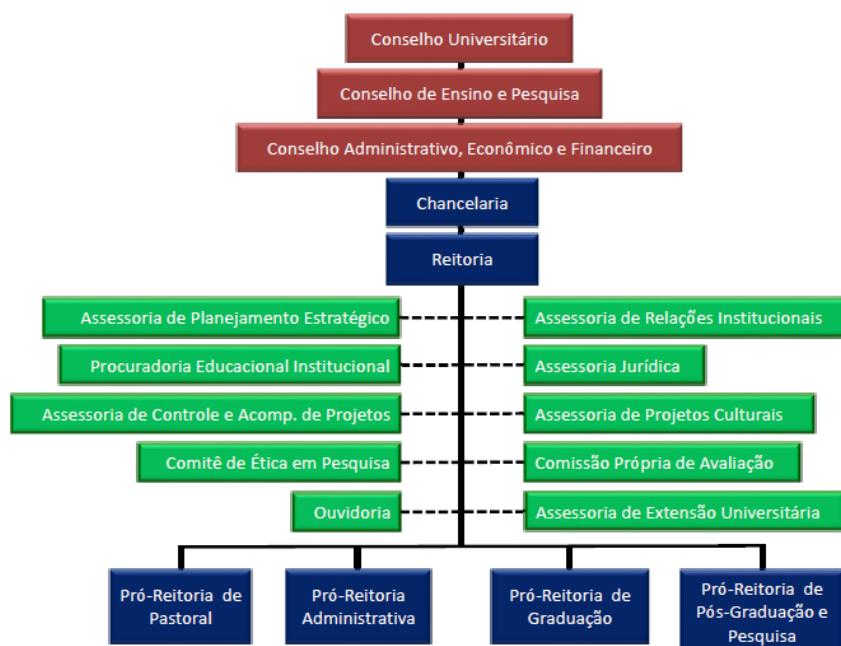 Conselho Universitário
Conselho de Ensino e Pesquisa
Conselho Administrativo, Econômico e Financeiro
Chancelaria
Reitoria
Assessoria de Planejamento Estratégico
Assessoria de Relações Institucionais
Procuradoria Educacional Institucional
Assessoria Jurídica
Assessoria de Controle e Acomp. de Projetos
Assessoria de Projetos Culturais
Comitê de Ética em Pesquisa
Comissão Própria de Avaliação
Ouvidoria
Assessoria de Extensão Universitária
Pró-Reitoria de
Pastoral
Pró-Reitoria
Administrativa
Pró-Reitoria de
Graduação
Pró-Reitoria de
Pós-Graduação e
Pesquisa